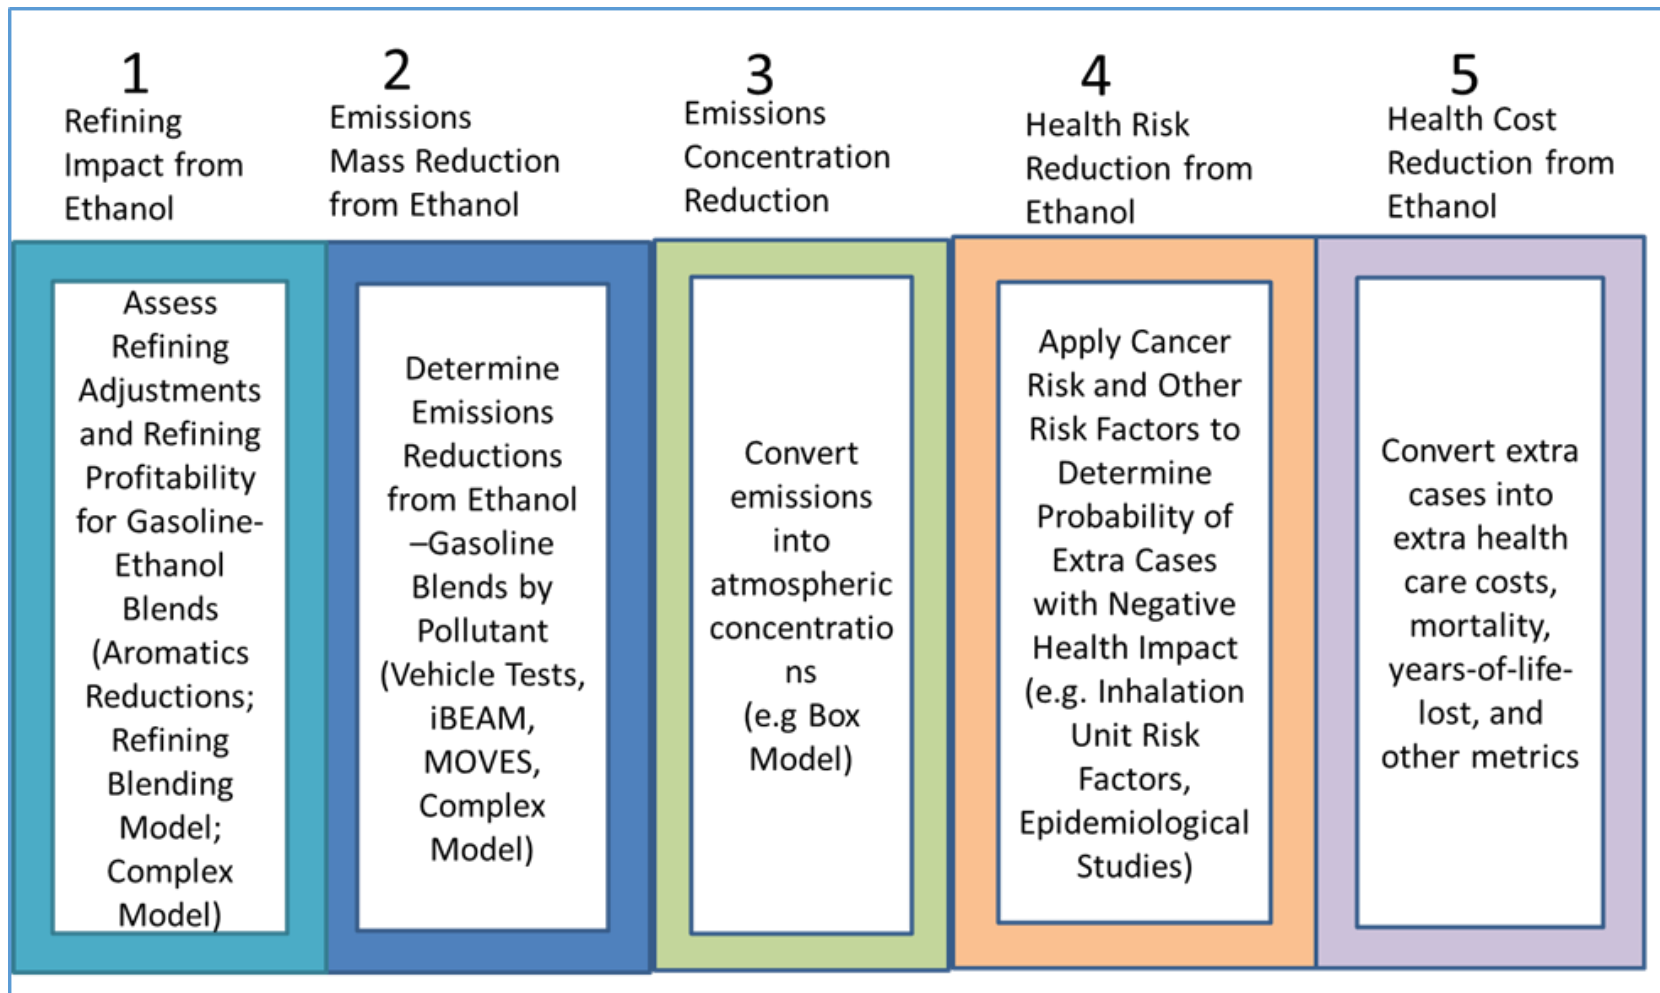 1
Refining
Impact from
Ethanol
2
Emissions
Mass Reduction
from Ethanol
3
Emissions
Concentration
Reduction
4
Health Risk
Reduction from
Ethanol
5
Health Cost
Reduction from
Ethanol
Assess
Refining
Adjustments
and Refining
Profitability
for Gasoline-
Ethanol
Blends
(Aromatics
Reductions;
Refining
Blending
Model;
Complex
Model)
Determine
Emissions
Reductions
from Ethanol
–Gasoline
Blends by
Pollutant
(Vehicle Tests,
iBEAM,
MOVES,
Complex
Model)
Convert
emissions
into
atmospheric
concentratio
ns
(e.g Box
Model)
Apply Cancer
Risk and Other
Risk Factors to
Determine
Probability of
Extra Cases
with Negative
Health Impact
(e.g. Inhalation
Unit Risk
Factors,
Epidemiological
Studies)
Convert extra
cases into
extra health
care costs,
mortality,
years-of-life-
lost, and
other metrics